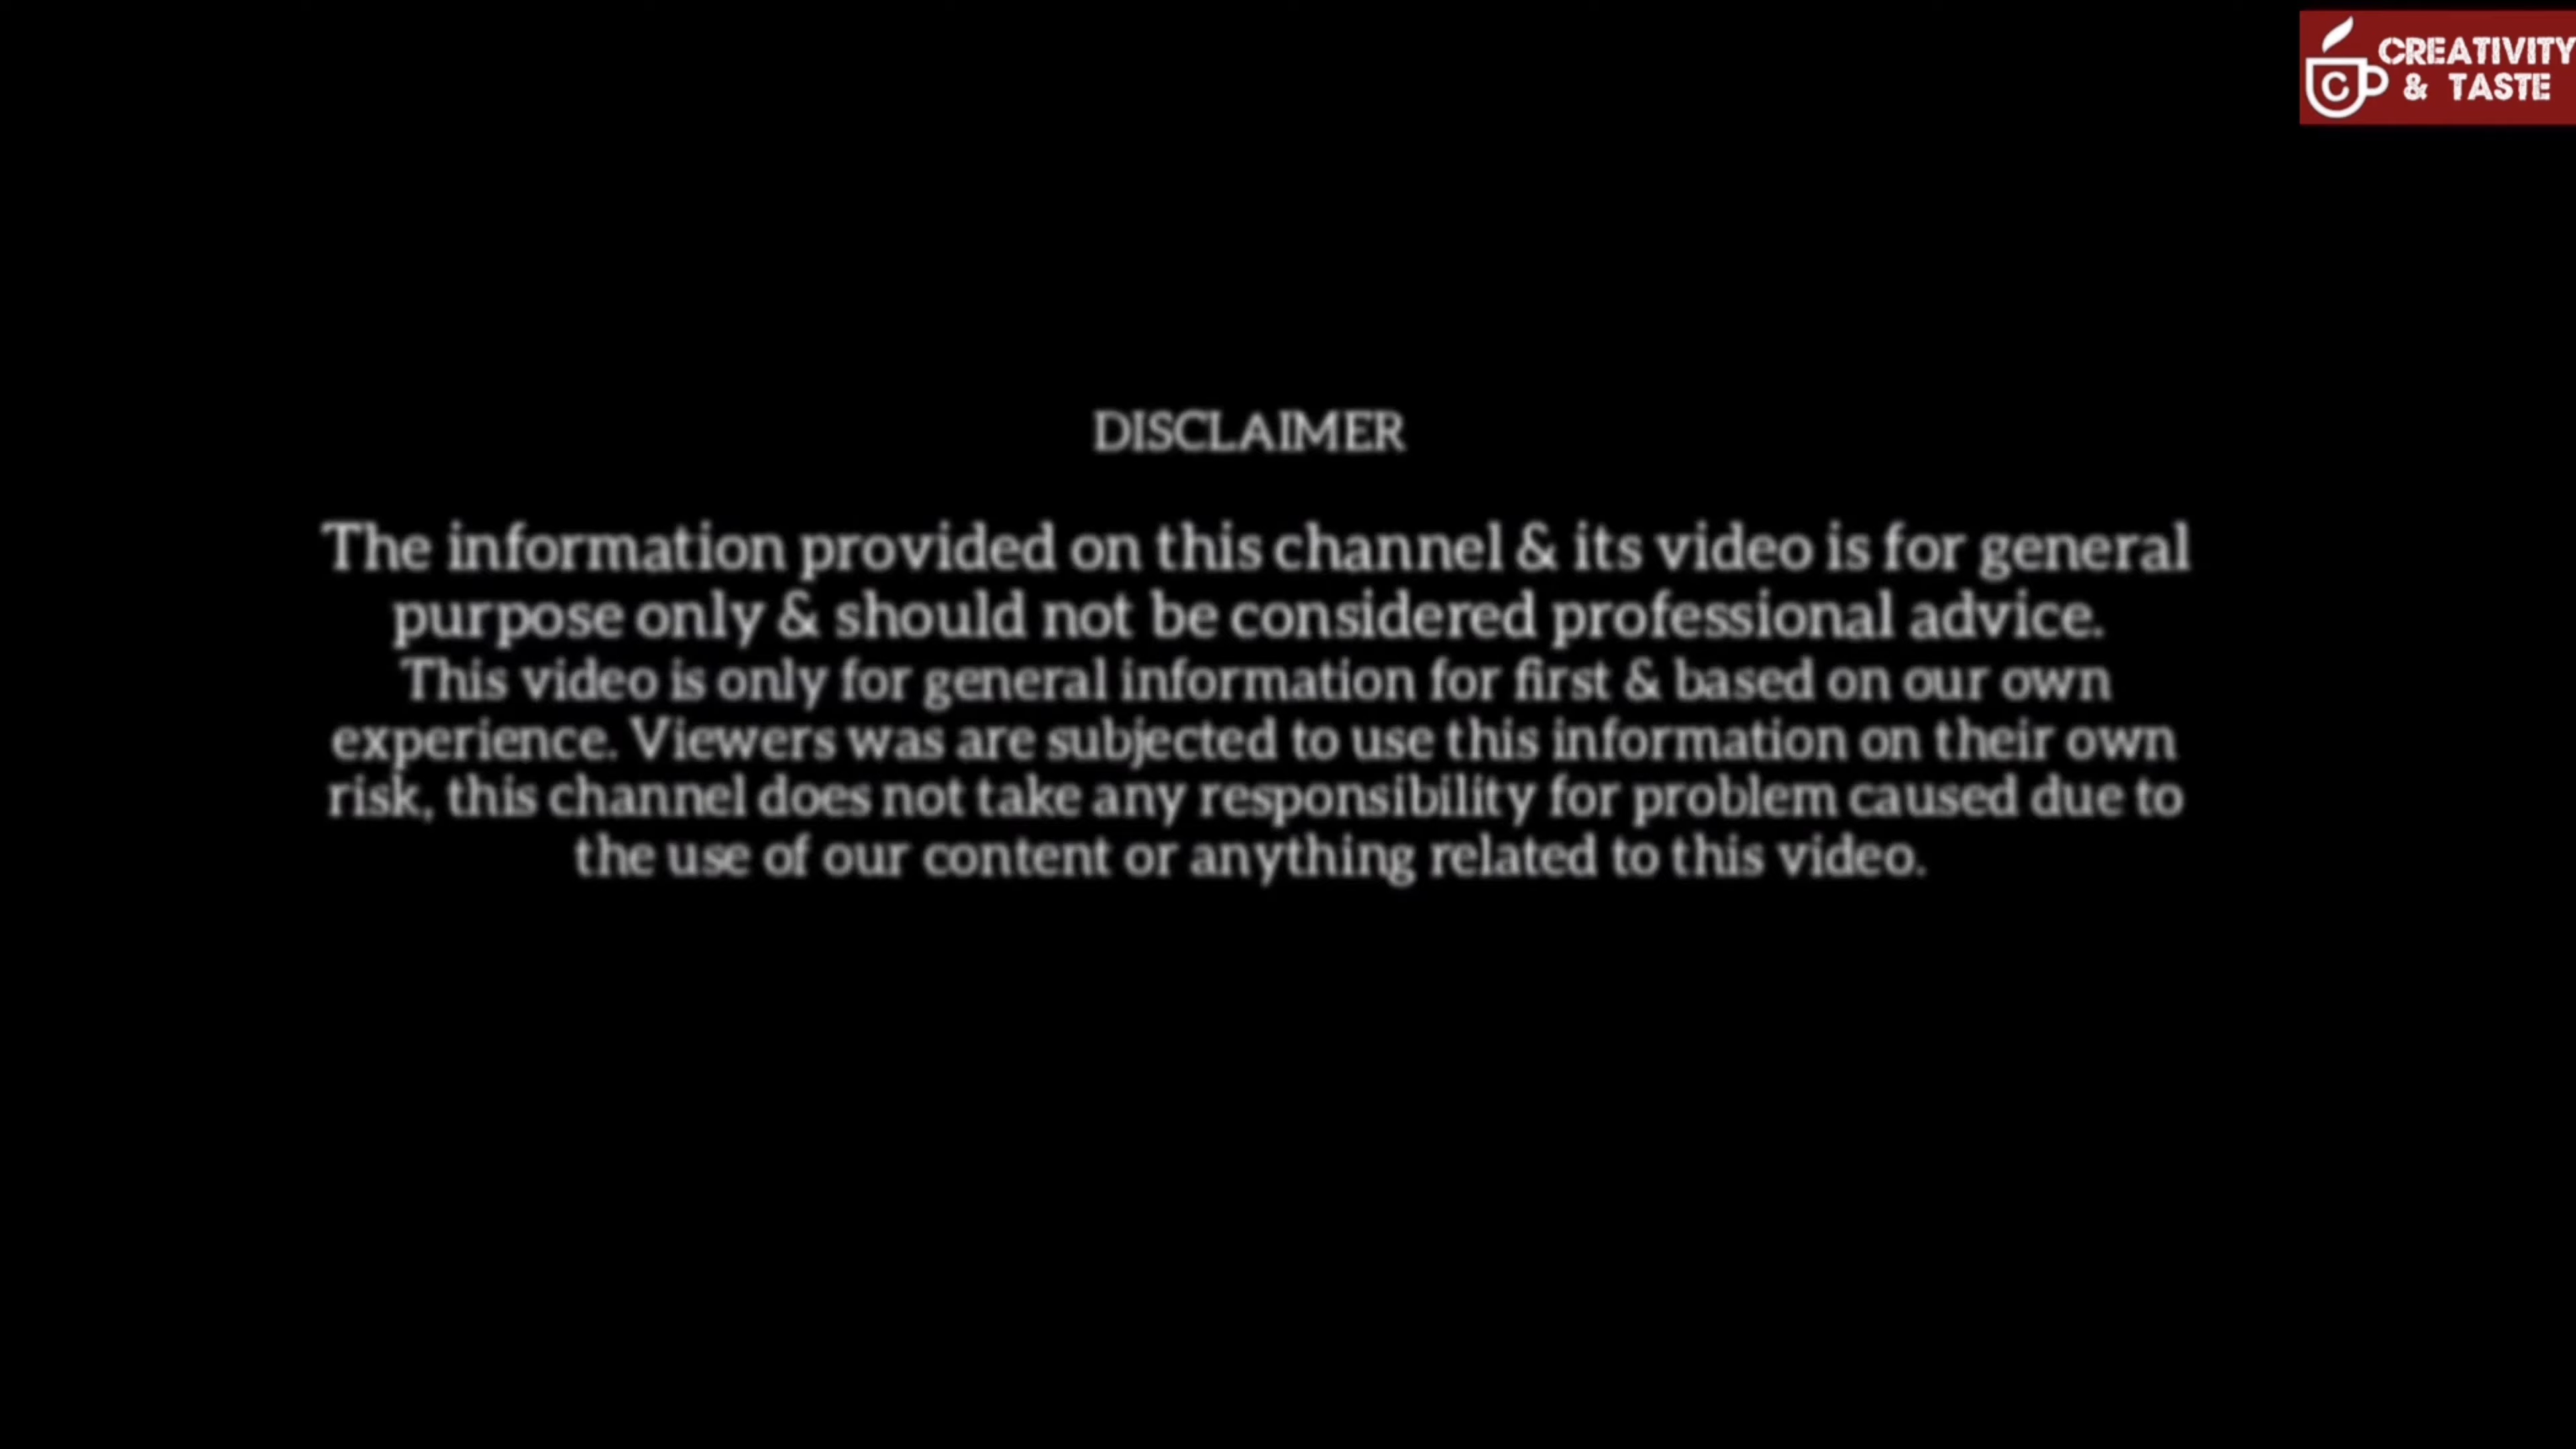 CREATIVITY
& TASTE
C
DISCLAIMER
The information provided on this channel & its video is for general
purpose only & should not be considered professional advice.
This video is only for general information for first & based on our own
experience. Viewers was are subjected to use this information on their own
risk, this channel does not take any responsibility for problem caused due to
the use of our content or anything related to this video.